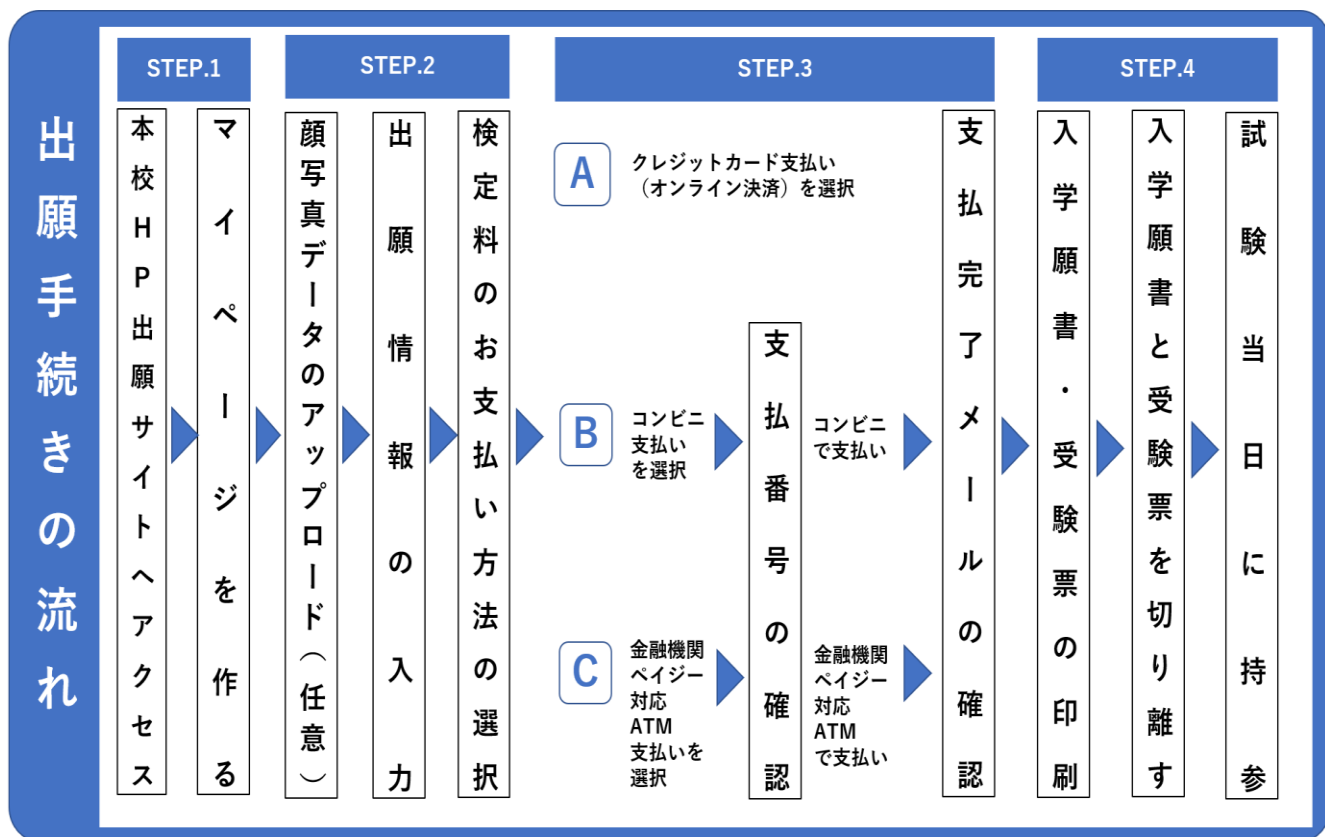 出願手続きの流れ
STEP.1
本校HP出願サイトへアクセス
マイページを作る
STEP.2
顔写真データのアップロード（任意）
出願情報の入力
検定料のお支払い方法の選択
STEP.3
A
クレジットカード支払い
（オンライン決済）を選択
B
コンビニ
支払い
を選択
C
金融機関
ペイジー
対応
ATM
支払いを
選択
支払番号の確認
コンビニ
で支払い
金融機関
ペイジー
対応
ATM
で支払い
支払完了メールの確認
STEP.4
入学願書・受験票の印刷
入学願書と受験票を切り離す
試験当日に持参